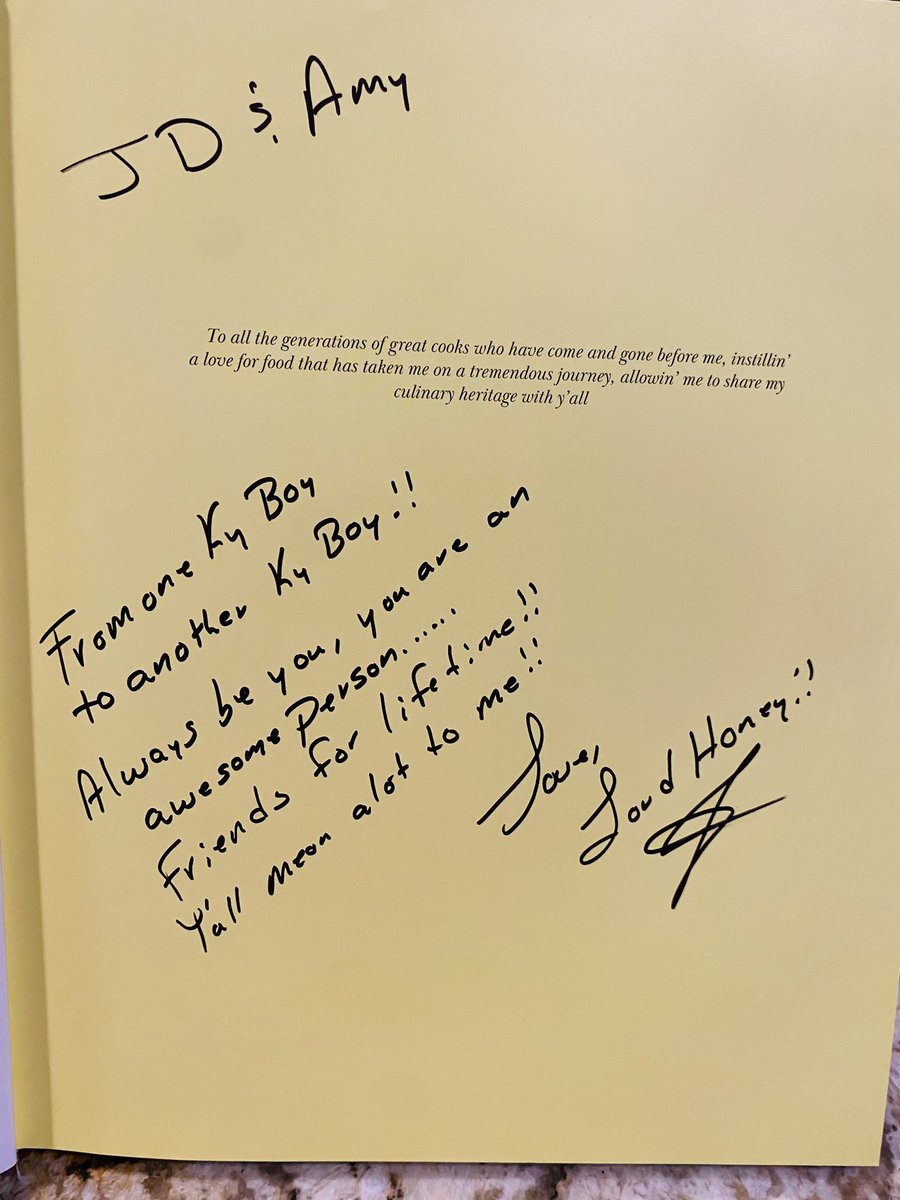 JD & Amy
To all the generations of great cooks who have come and gone before me, instillin’
a love for food that has taken me on a tremendous journey, allowin’ me to share my
culinary heritage with y’all
From one Ky Boy
to another Ky Boy!!
Always be you, you are an
awesome Person.....
Friends for lifetime!!
Y'all mean alot to me!!
Love,
Lord Honey!!